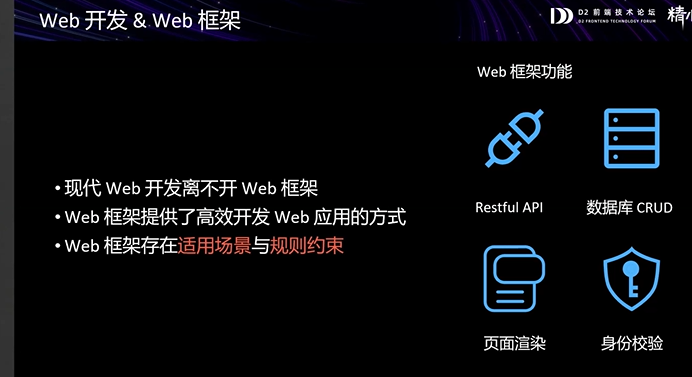 Web 开发 & Web 框架
D2 前端技术论坛
D2 FRONTEND TECHNOLOGY FORUM
精心
Web 框架功能
• 现代 Web 开发离不开 Web 框架
• Web 框架提供了高效开发 Web 应用的方式
• Web 框架存在适用场景与规则约束
Restful API
数据库 CRUD
页面渲染
身份校验